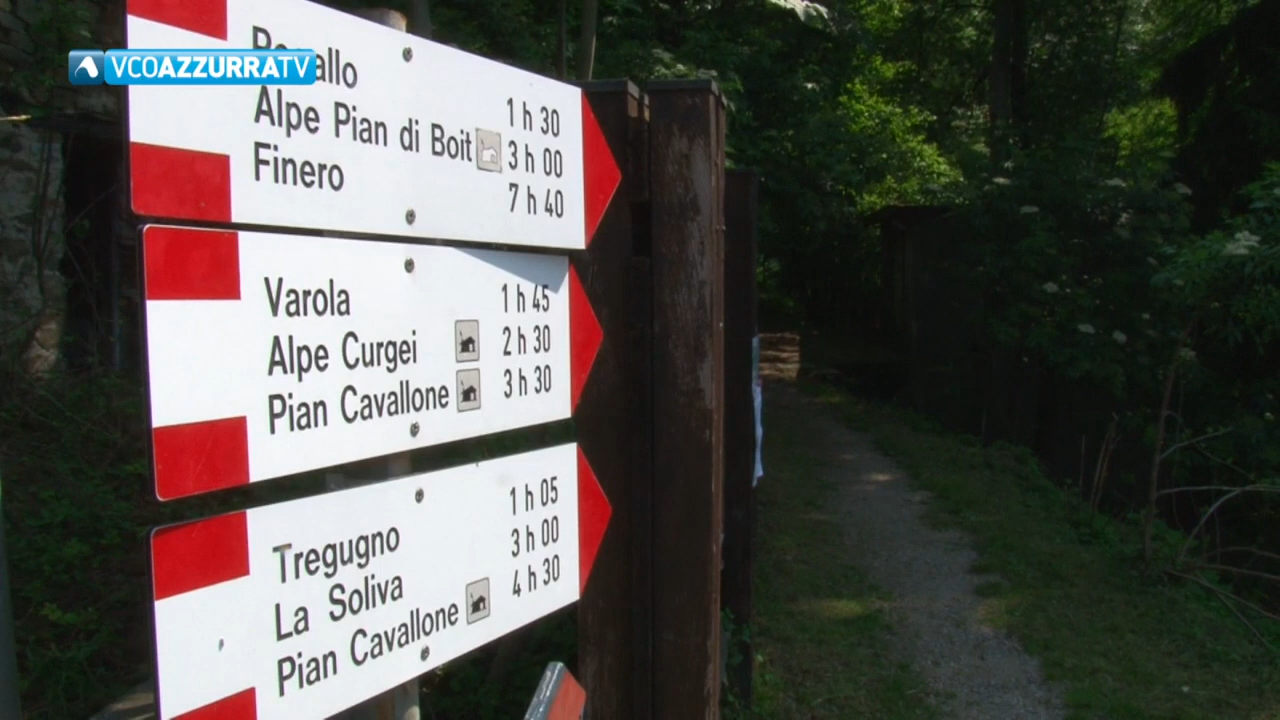 VCOAZZURRATV
1 h 30
Alpe Pian di Boit 3 h 00
Finero 7 h 40
Varola 1 h 45
Alpe Curgei 2 h 30
Pian Cavallone 3 h 30
Tregugno 1 h 05
La Soliva 3 h 00
Pian Cavallone 4 h 30